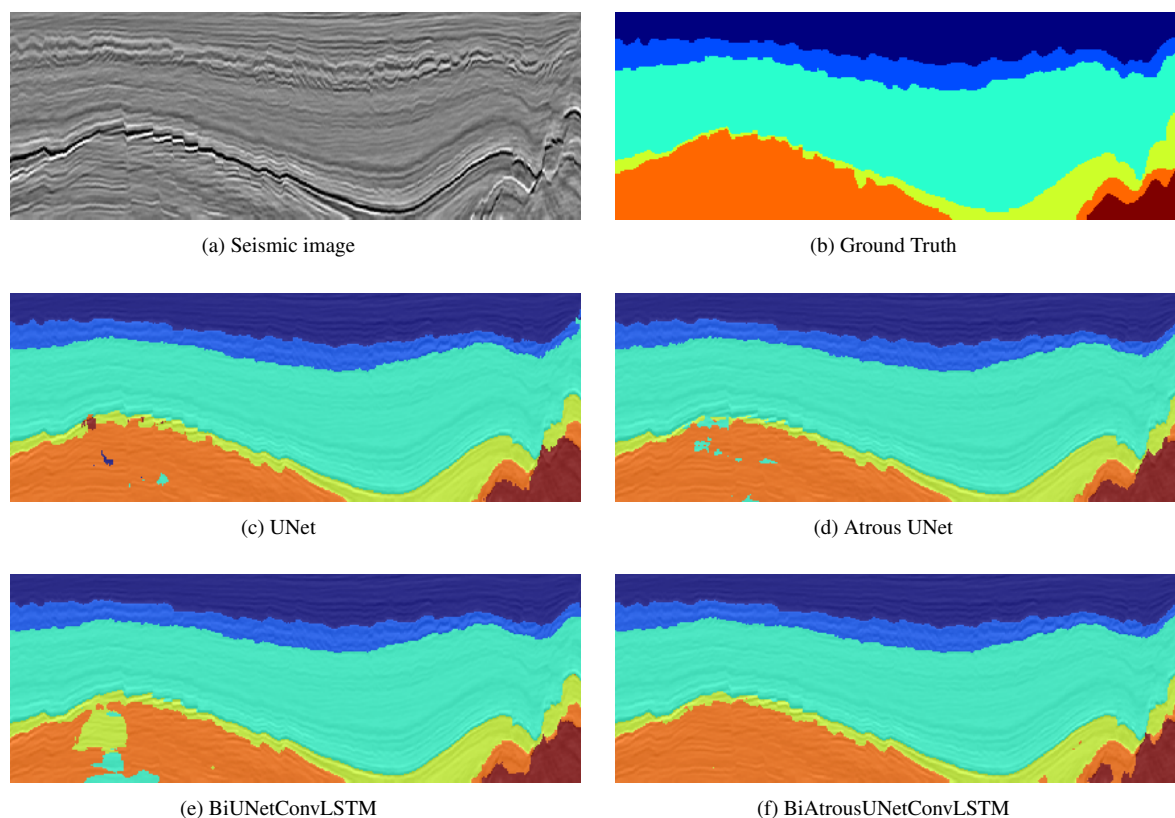 (a) Seismic image
(b) Ground Truth
(c) UNet
(d) Atrous UNet
(e) BiUNetConvLSTM
(f) BiAtrousUNetConvLSTM